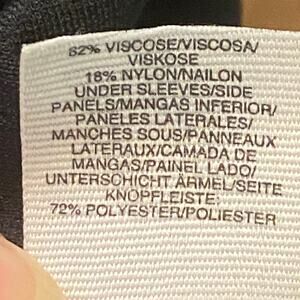 82% VISCOSE/VISCOSA/
VISKOSE
18% NYLON/NAILON
UNDER SLEEVES/SIDE
PANELS/MANGAS INFERIOR/
PANELES LATERALES/
MANCHES SOUS/PANNEAUX
LATERAUX/CAMADA DE
MANGAS/PAINEL LADO/
UNTERSCHICHT ÄRMEL/SEITE
KNOPFLEISTE:
72% POLYESTER/POLIESTER